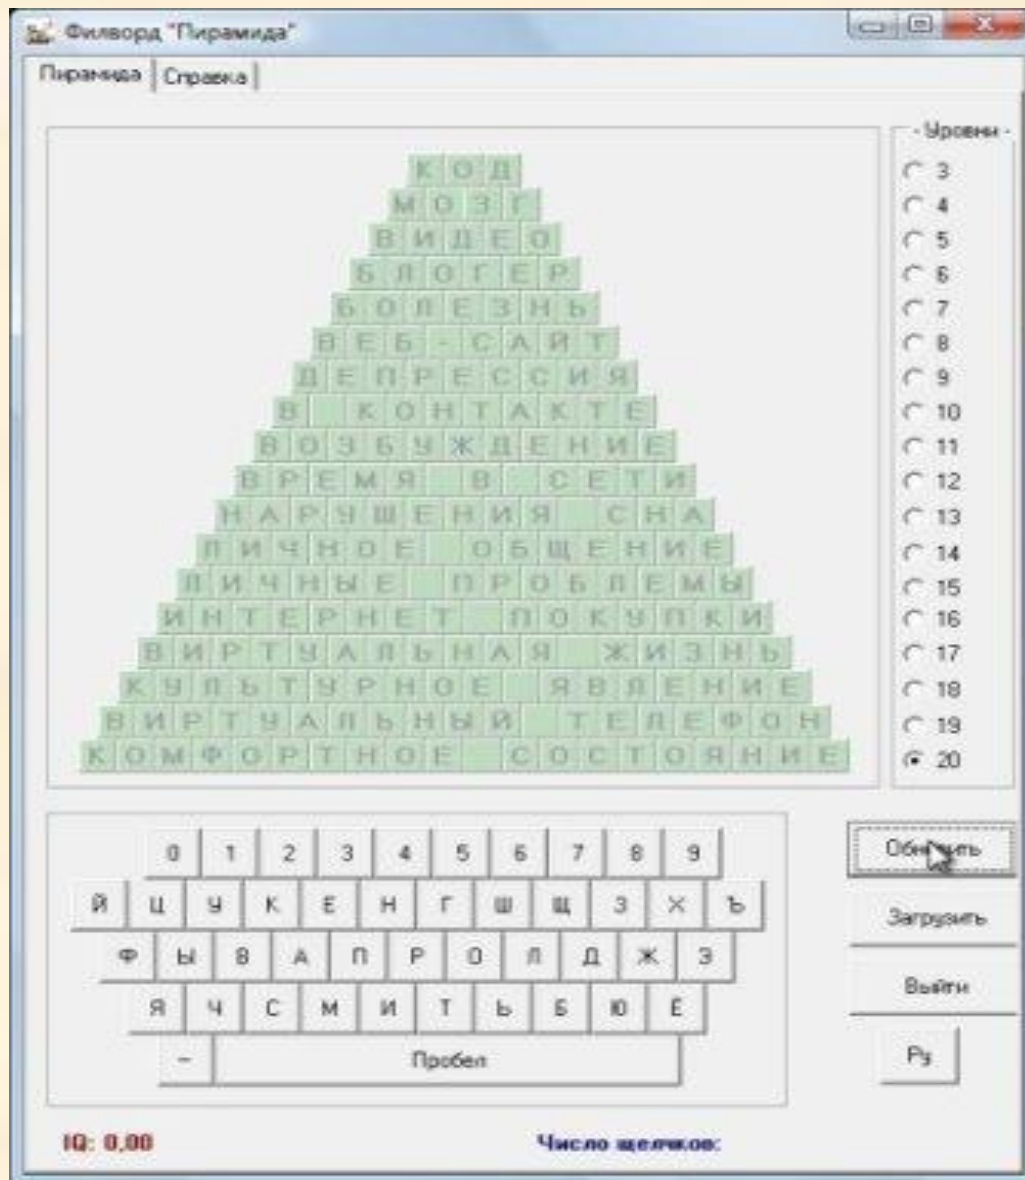 Филворд "Пирамида"
Пирамида Справка
- Уровни -
КОД
МОЗГ
ВИДЕО
БЛОГЕР
БОЛЕЗНЬ
ВЕБ-САЙТ
ДЕПРЕССИЯ
В КОНТАКТЕ
ВОЗБУЖДЕНИЕ
ВРЕМЯ В СЕТИ
НАРУШЕНИЯ СНА
ЛИЧНОЕ ОБЩЕНИЕ
ЛИЧНЫЕ ПРОБЛЕМЫ
ИНТЕРНЕТ ПОКУПКИ
ВИРТУАЛЬНАЯ ЖИЗНЬ
КУЛЬТУРНОЕ ЯВЛЕНИЕ
ВИРТУАЛЬНЫЙ ТЕЛЕФОН
КОМФОРТНОЕ СОСТОЯНИЕ
3
4
5
6
7
8
9
10
11
12
13
14
15
16
17
18
19
20
0 1 2 3 4 5 6 7 8 9
Й Ц У К Е Н Г Ш Щ З Х Ъ
Ф Ы В А П Р О Л Д Ж Э
Я Ч С М И Т Ь Б Ю Ё
- Пробел
Обновить
Загрузить
Выйти
Ру
IQ: 0,00
Число щелчков: